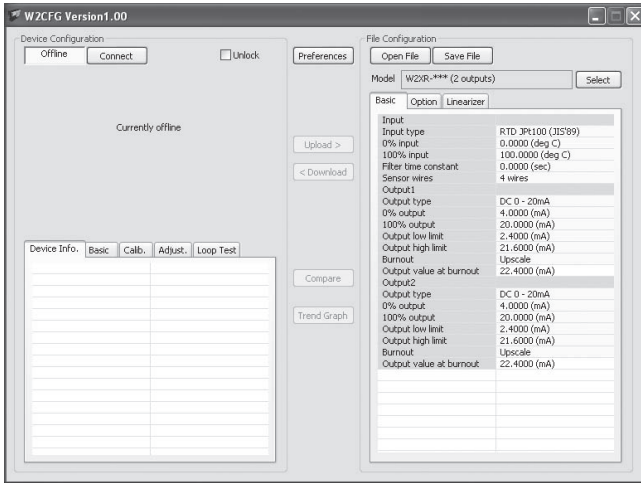 W2CFG Version1.00
Device Configuration
Offline Connect Unlock
Currently offline
Device Info. Basic Calib. Adjust. Loop Test
Preferences
Upload >
< Download
Compare
Trend Graph
File Configuration
Open File Save File
Model W2XR-*** (2 outputs) Select
Basic Option Linearizer
Input
Input type RTD JPt100 (JIS'89)
0% input 0.0000 (deg C)
100% input 100.0000 (deg C)
Filter time constant 0.0000 (sec)
Sensor wires 4 wires
Output1
Output type DC 0 - 20mA
0% output 4.0000 (mA)
100% output 20.0000 (mA)
Output low limit 2.4000 (mA)
Output high limit 21.6000 (mA)
Burnout Upscale
Output value at burnout 22.4000 (mA)
Output2
Output type DC 0 - 20mA
0% output 4.0000 (mA)
100% output 20.0000 (mA)
Output low limit 2.4000 (mA)
Output high limit 21.6000 (mA)
Burnout Upscale
Output value at burnout 22.4000 (mA)